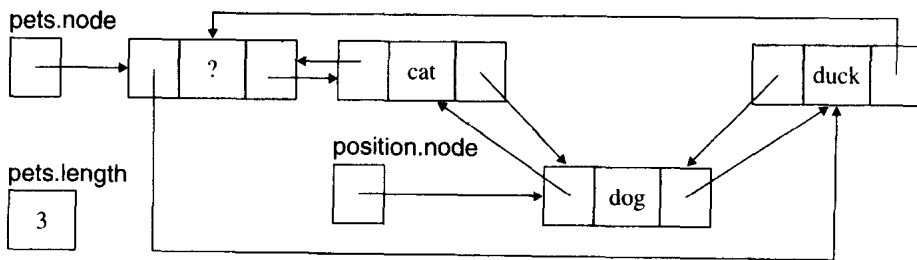 pets.node
?
cat
duck
position.node
pets.length
3
dog